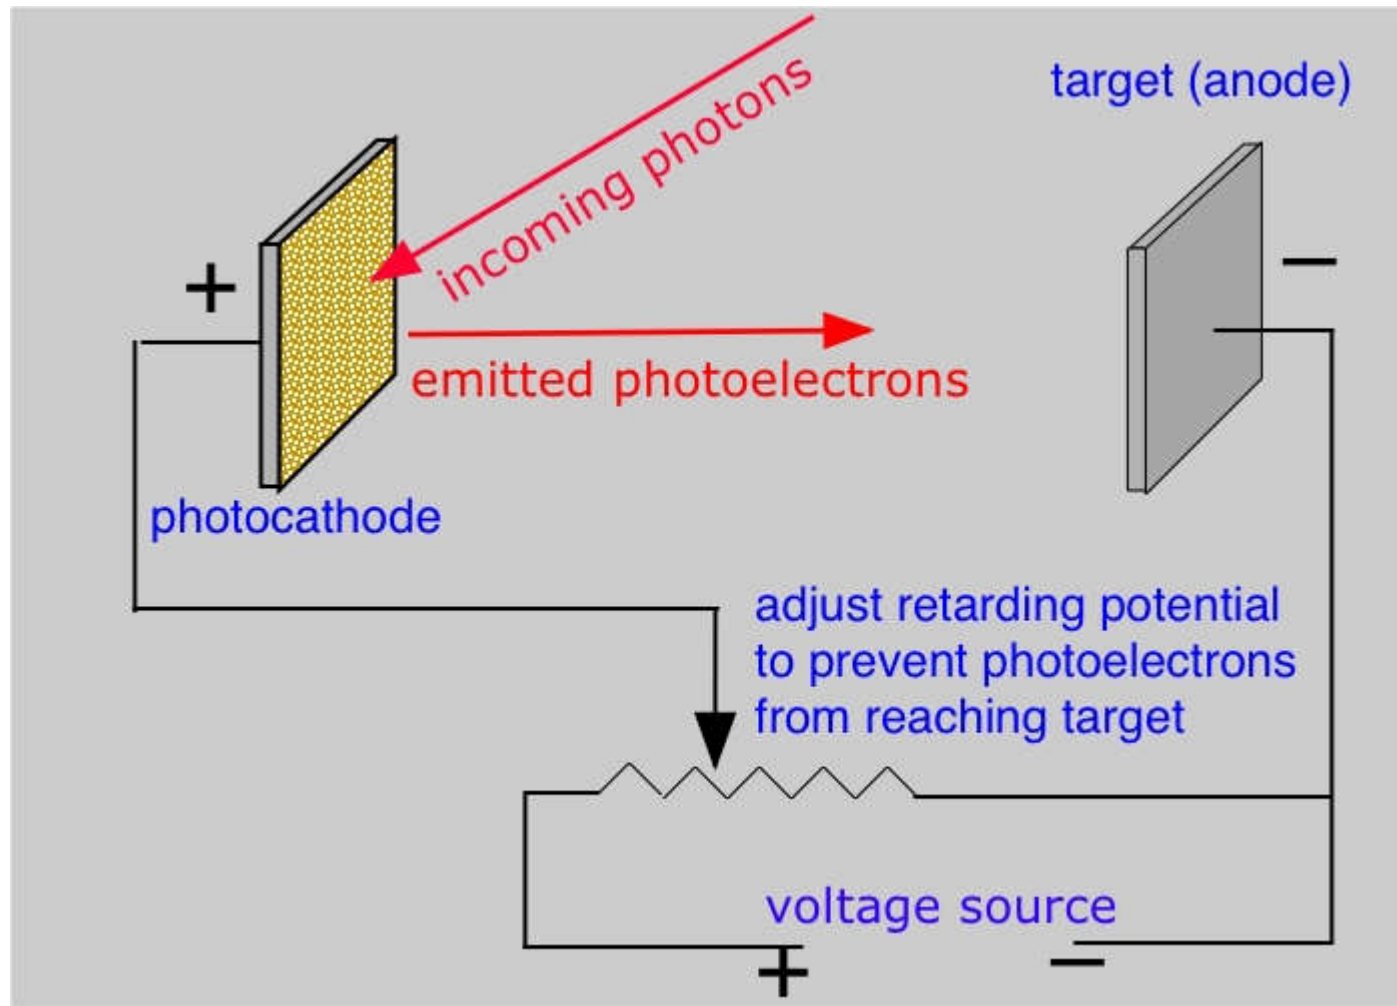 target (anode)
incoming photons
+
−
emitted photoelectrons
photocathode
adjust retarding potential
to prevent photoelectrons
from reaching target
voltage source
+
−